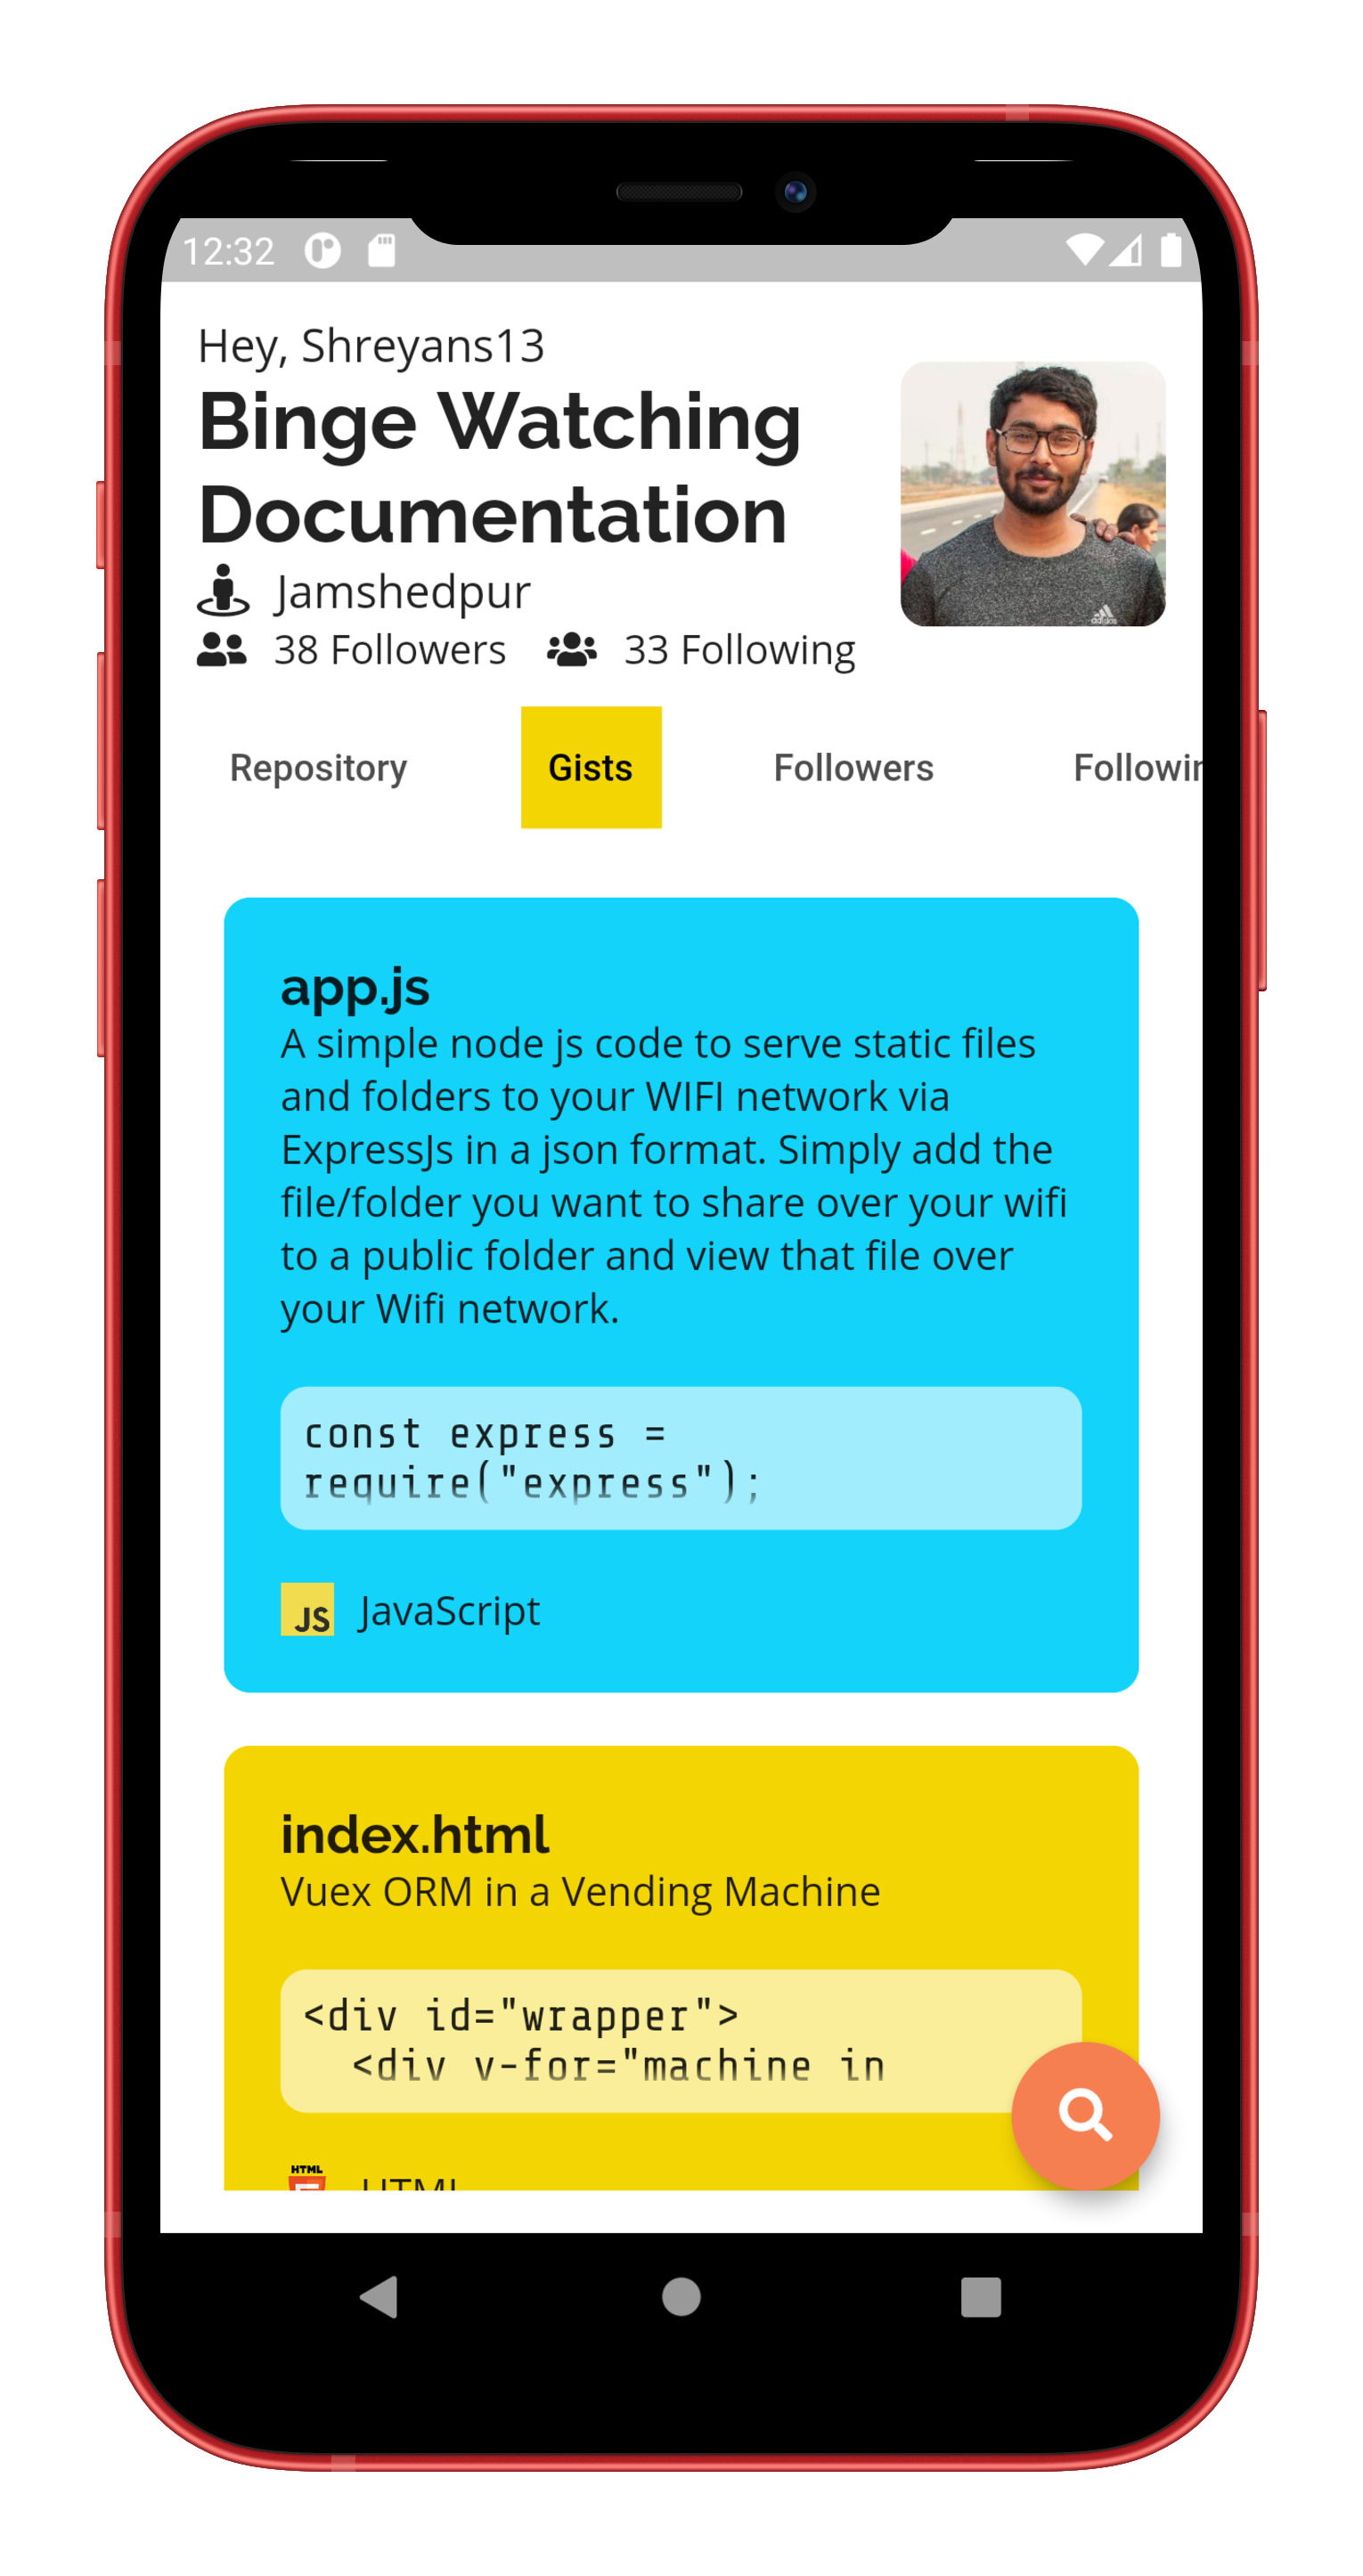 12:32
Hey, Shreyans13
Binge Watching
Documentation
Jamshedpur
38 Followers 33 Following
adidas
Repository Gists Followers Followin
app.js
A simple node js code to serve static files
and folders to your WIFI network via
ExpressJs in a json format. Simply add the
file/folder you want to share over your wifi
to a public folder and view that file over
your Wifi network.
const express =
require("express");
JS JavaScript
index.html
Vuex ORM in a Vending Machine
<div id="wrapper">
<div v-for="machine in
HTML HTML